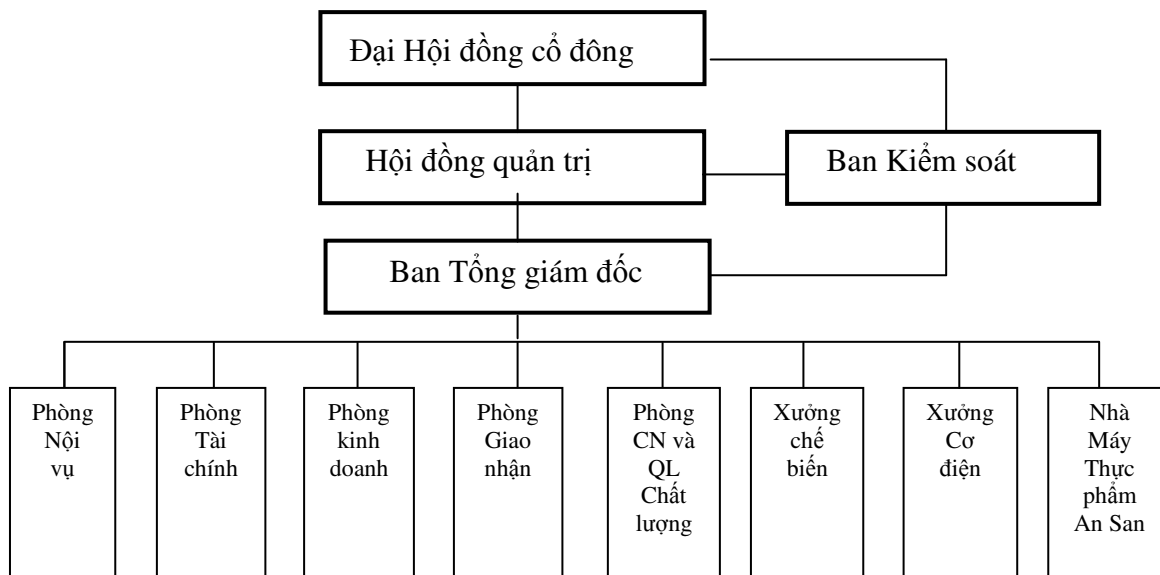 Đại Hội đồng cổ đông
Hội đồng quản trị
Ban Kiểm soát
Ban Tổng giám đốc
Phòng
Nội
vụ
Phòng
Tài
chính
Phòng
kinh
doanh
Phòng
Giao
nhận
Phòng
CN và
QL
Chất
lượng
Xưởng
chế
biến
Xưởng
Cơ
điện
Nhà
Máy
Thực
phẩm
An San